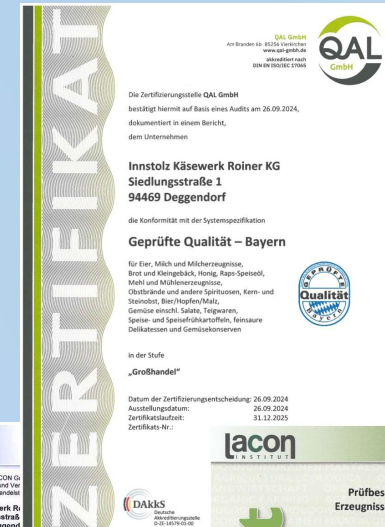 QAL GmbH
Am Branden 6b · 85256 Vierkirchen
www.qal-gmbh.de
akkreditiert nach
DIN EN ISO/IEC 17065
QAL
GmbH
ZERTIFIKAT
Die Zertifizierungsstelle QAL GmbH
bestätigt hiermit auf Basis eines Audits am 26.09.2024,
dokumentiert in einem Bericht,
dem Unternehmen
Innstolz Käsewerk Roiner KG
Siedlungsstraße 1
94469 Deggendorf
die Konformität mit der Systemspezifikation
Geprüfte Qualität – Bayern
für Eier, Milch und Milcherzeugnisse,
Brot und Kleingebäck, Honig, Raps-Speiseöl,
Mehl und Mühlenerzeugnisse,
Obstbrände und andere Spirituosen, Kern- und
Steinobst, Bier/Hopfen/Malz,
Gemüse einschl. Salate, Teigwaren,
Speise- und Speisefrühkartoffeln, feinsaure
Delikatessen und Gemüsekonserven
GEPRÜFTE
Qualität
Bayern
in der Stufe
„Großhandel“
Datum der Zertifizierungsentscheidung: 26.09.2024
Ausstellungsdatum: 26.09.2024
Zertifikatslaufzeit: 31.12.2025
Zertifikats-Nr.:
lacon
INSTITUT
Prüfbes
Erzeugniss
DAkkS
Deutsche
Akkreditierungsstelle
D-ZE-14579-01-00